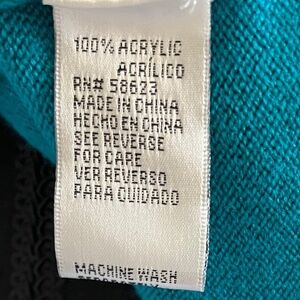 100% ACRYLIC
ACRÍLICO
RN# 58623
MADE IN CHINA
HECHO EN CHINA
SEE REVERSE
FOR CARE
VER REVERSO
PARA CUIDADO
MACHINE WASH